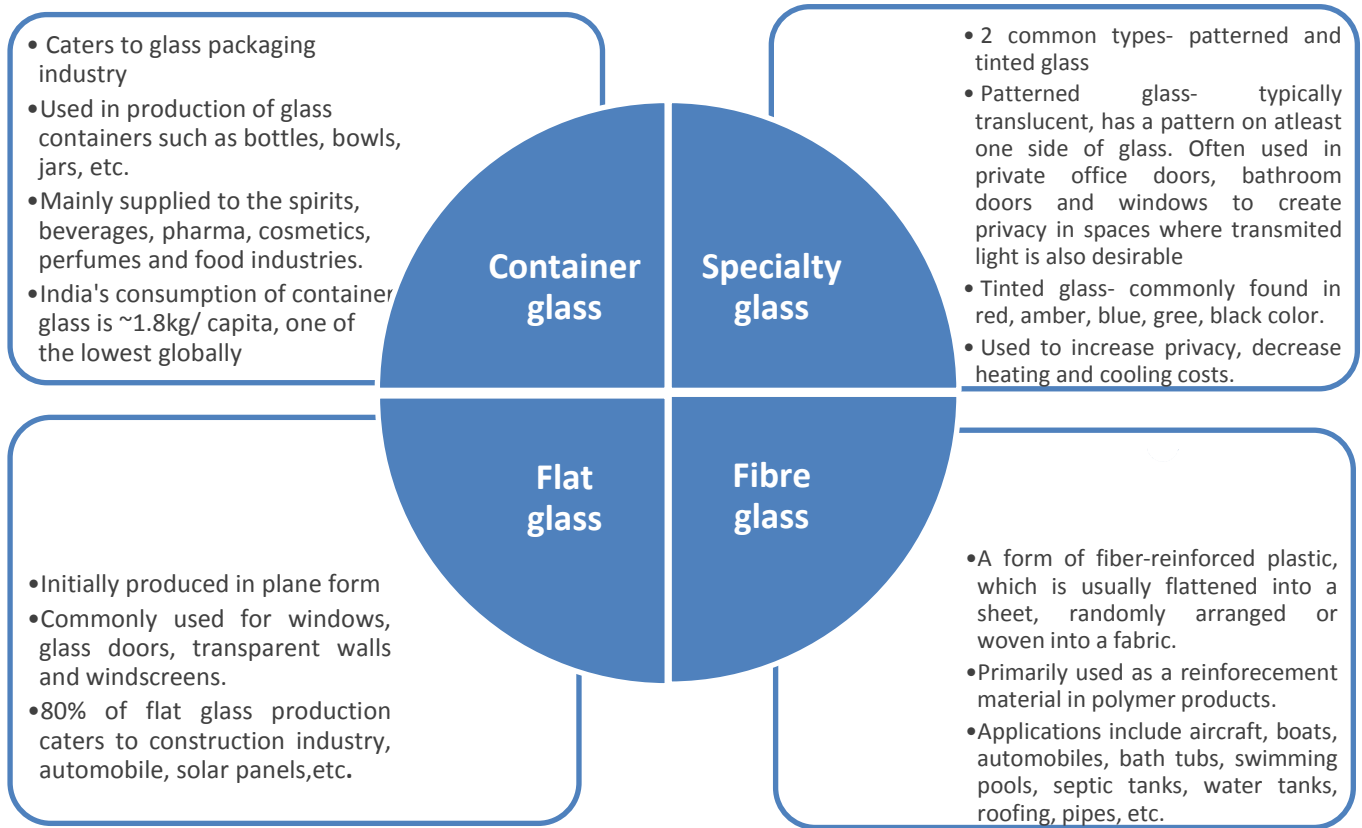 • Caters to glass packaging
industry
•Used in production of glass
containers such as bottles, bowls,
jars, etc.
•Mainly supplied to the spirits,
beverages, pharma, cosmetics,
perfumes and food industries.
•India's consumption of container
glass is ~1.8kg/ capita, one of
the lowest globally
• 2 common types- patterned and
tinted glass
• Patterned glass- typically
translucent, has a pattern on atleast
one side of glass. Often used in
private office doors, bathroom
doors and windows to create
privacy in spaces where transmited
light is also desirable
• Tinted glass- commonly found in
red, amber, blue, gree, black color.
• Used to increase privacy, decrease
heating and cooling costs.
Container
glass
Specialty
glass
Flat
glass
Fibre
glass
•Initially produced in plane form
•Commonly used for windows,
glass doors, transparent walls
and windscreens.
•80% of flat glass production
caters to construction industry,
automobile, solar panels,etc.
•A form of fiber-reinforced plastic,
which is usually flattened into a
sheet, randomly arranged or
woven into a fabric.
•Primarily used as a reinforecement
material in polymer products.
•Applications include aircraft, boats,
automobiles, bath tubs, swimming
pools, septic tanks, water tanks,
roofing, pipes, etc.